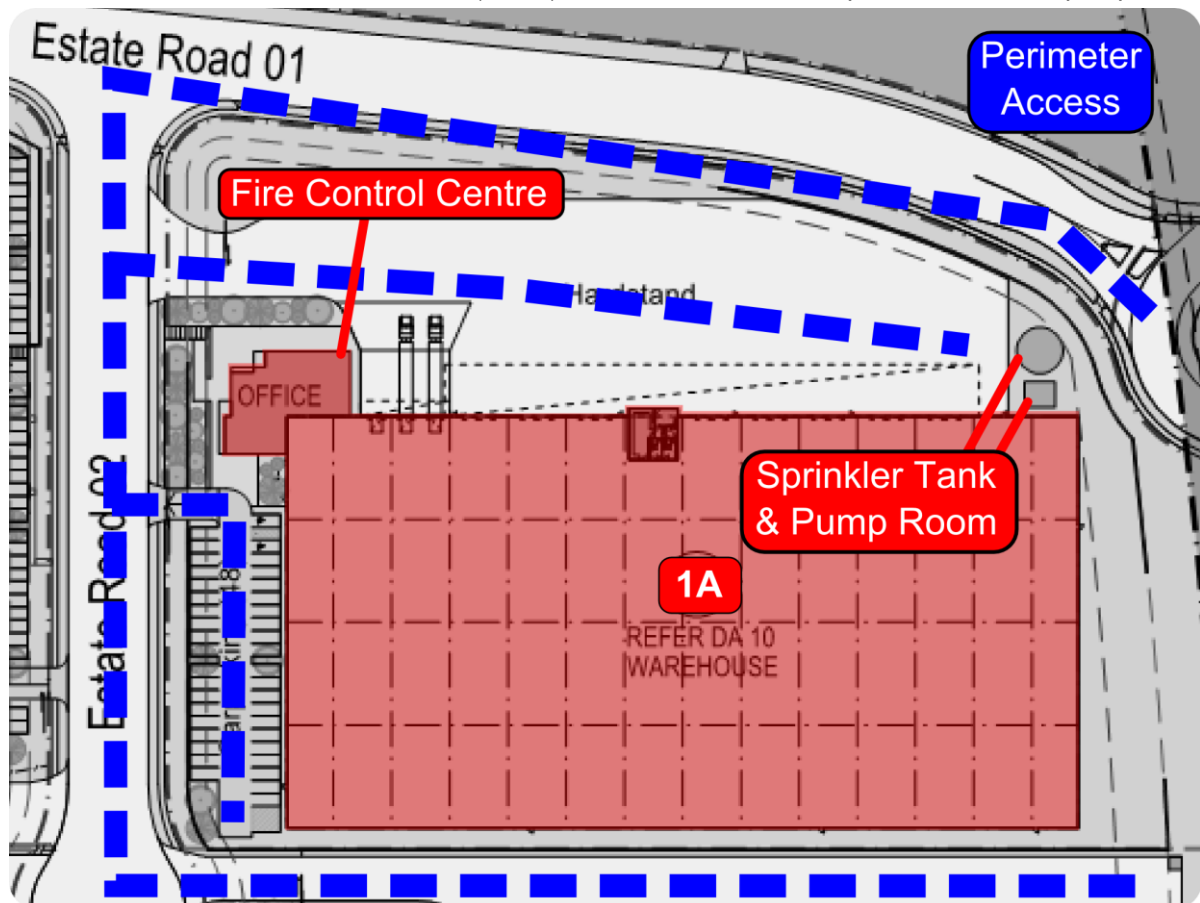 Estate Road 01
Perimeter
Access
Fire Control Centre
Hardstand
OFFICE
Sprinkler Tank
& Pump Room
Estate Road 02
1A
REFER DA 10
WAREHOUSE